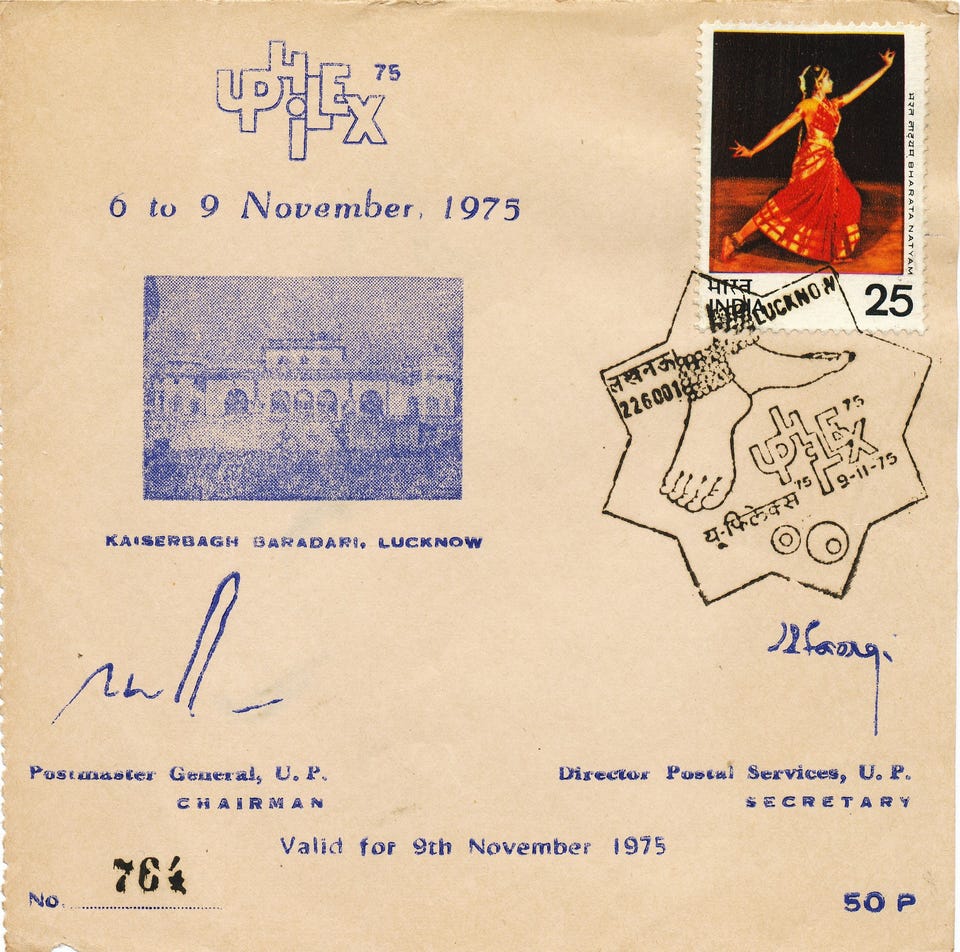 UPHILEX 75
भरत नाट्यम BHARATA NATYAM
6 to 9 November, 1975
भारत
INDIA
25
LUCKNOW
लखनऊ
226001
UPHILEX 75
9-11-75
यू-फिलेक्स 75
KAISERBAGH BARADARI, LUCKNOW
Postmaster General, U. P.
CHAIRMAN
Director Postal Services, U. P.
SECRETARY
Valid for 9th November 1975
No. 764
50 P